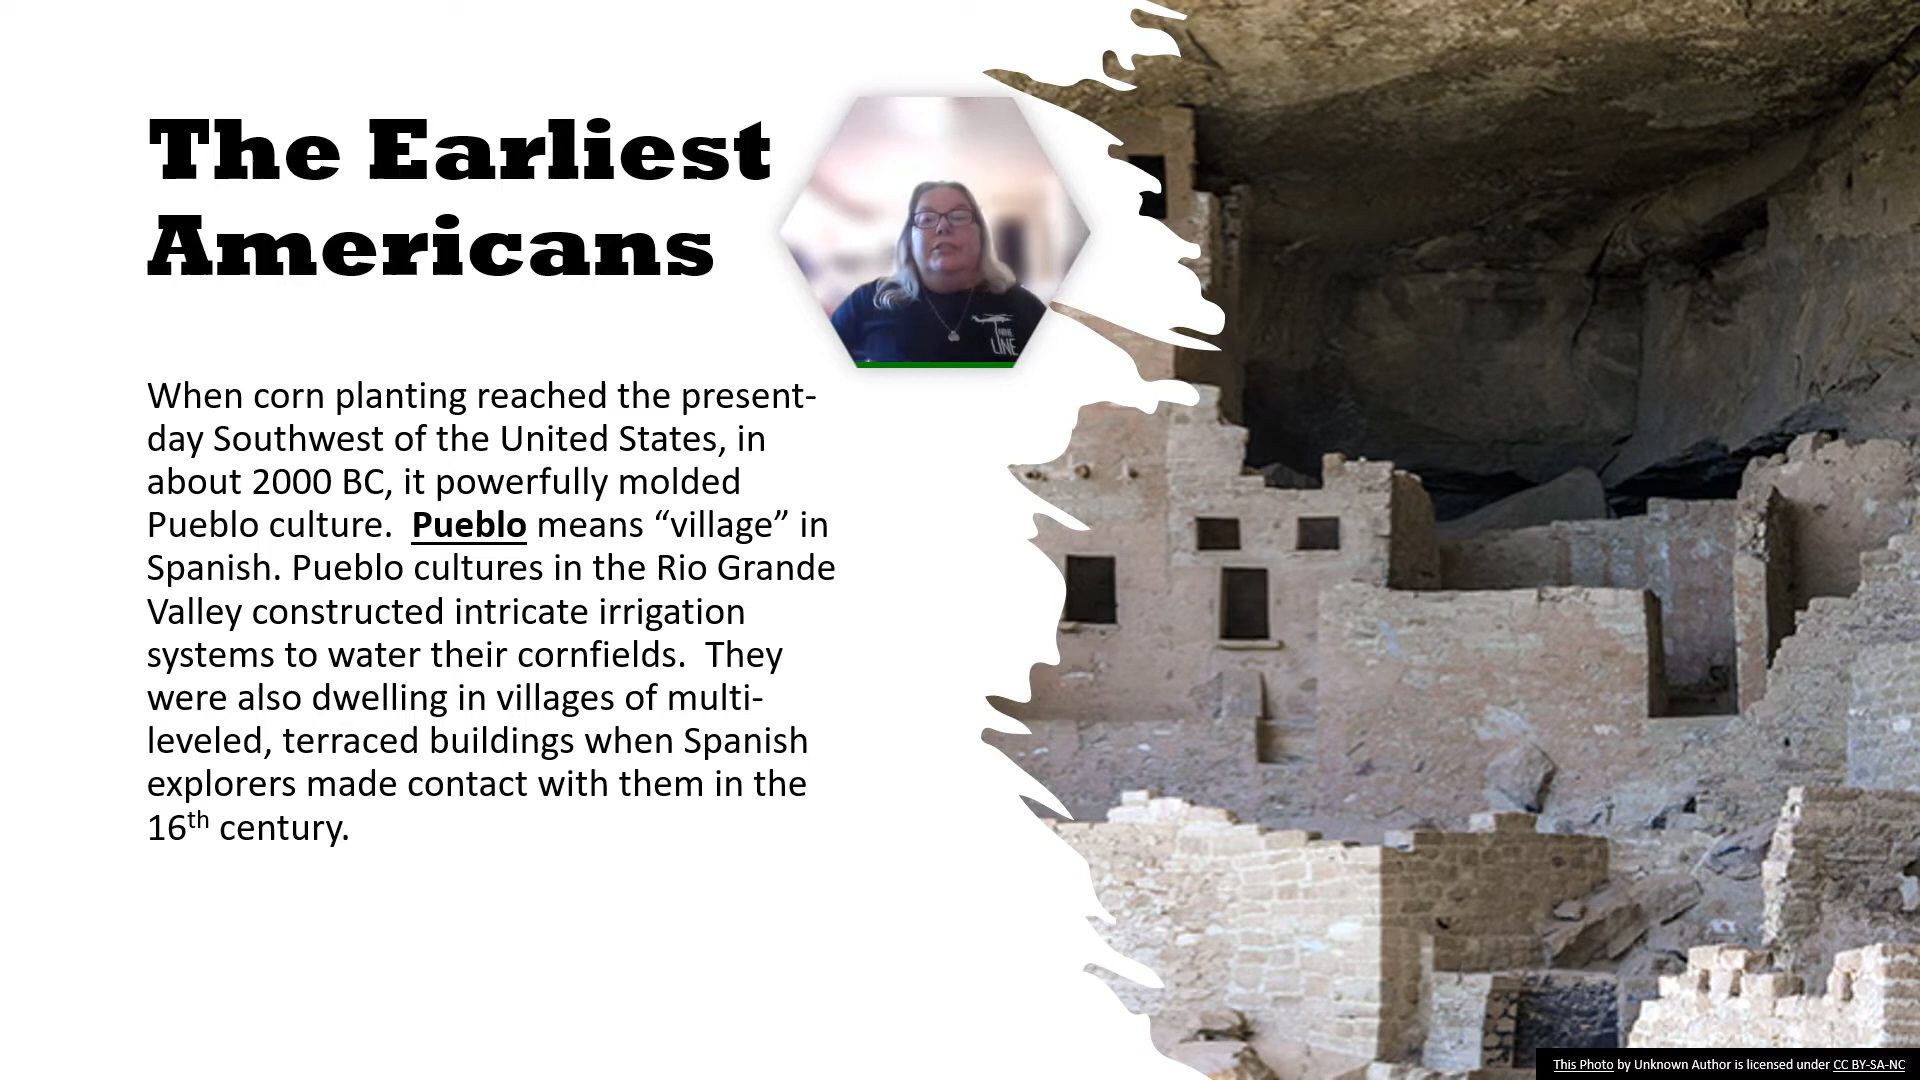 The Earliest
Americans
NINE
LINE
When corn planting reached the present-
day Southwest of the United States, in
about 2000 BC, it powerfully molded
Pueblo culture.  Pueblo means “village” in
Spanish. Pueblo cultures in the Rio Grande
Valley constructed intricate irrigation
systems to water their cornfields.  They
were also dwelling in villages of multi-
leveled, terraced buildings when Spanish
explorers made contact with them in the
16th century.
This Photo by Unknown Author is licensed under CC BY-SA-NC